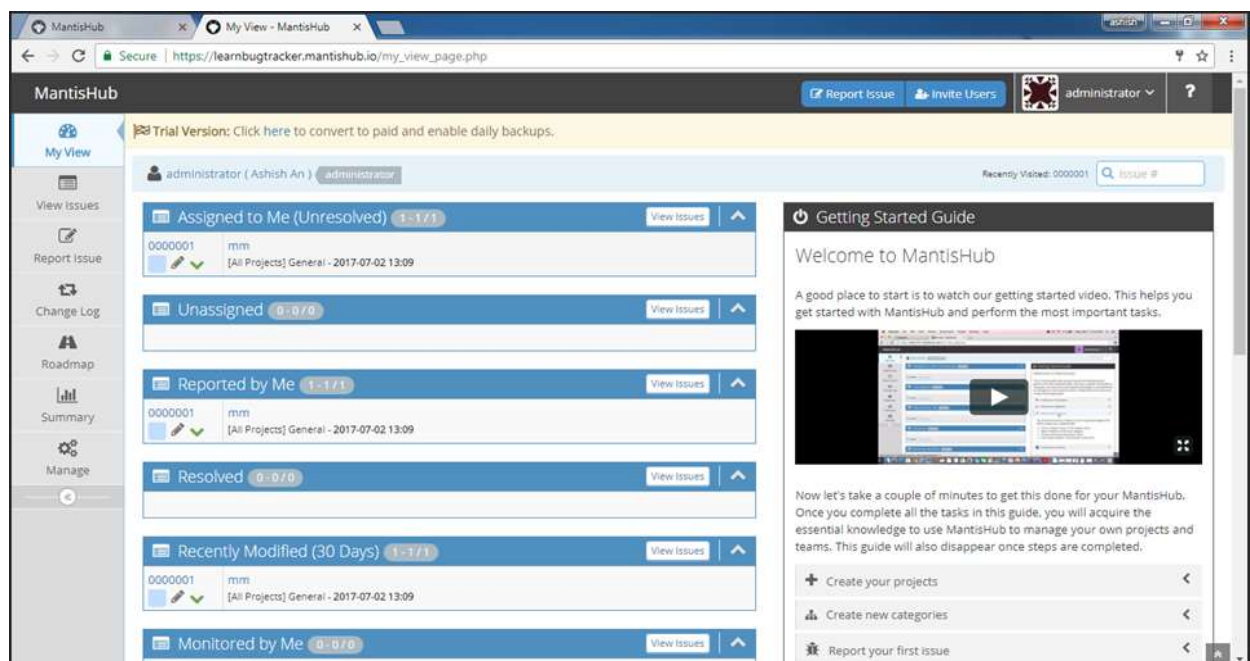 MantisHub
My View - MantisHub
ashish
Secure
https://learnbugtracker.mantishub.io/my_view_page.php
MantisHub
Report Issue
Invite Users
administrator
?
My View
View Issues
Report Issue
Change Log
Roadmap
Summary
Manage
Trial Version: Click here to convert to paid and enable daily backups.
administrator ( Ashish An )
administrator
Recently Visited: 0000001
Issue #
Assigned to Me (Unresolved) 1 - 1 / 1
View Issues
0000001
mm
[All Projects] General - 2017-07-02 13:09
Unassigned 0 - 0 / 0
View Issues
Reported by Me 1 - 1 / 1
View Issues
0000001
mm
[All Projects] General - 2017-07-02 13:09
Resolved 0 - 0 / 0
View Issues
Recently Modified (30 Days) 1 - 1 / 1
View Issues
0000001
mm
[All Projects] General - 2017-07-02 13:09
Monitored by Me 0 - 0 / 0
View Issues
Getting Started Guide
Welcome to MantisHub
A good place to start is to watch our getting started video. This helps you
get started with MantisHub and perform the most important tasks.
Now let's take a couple of minutes to get this done for your MantisHub.
Once you complete all the tasks in this guide, you will acquire the
essential knowledge to use MantisHub to manage your own projects and
teams. This guide will also disappear once steps are completed.
Create your projects
Create new categories
Report your first issue